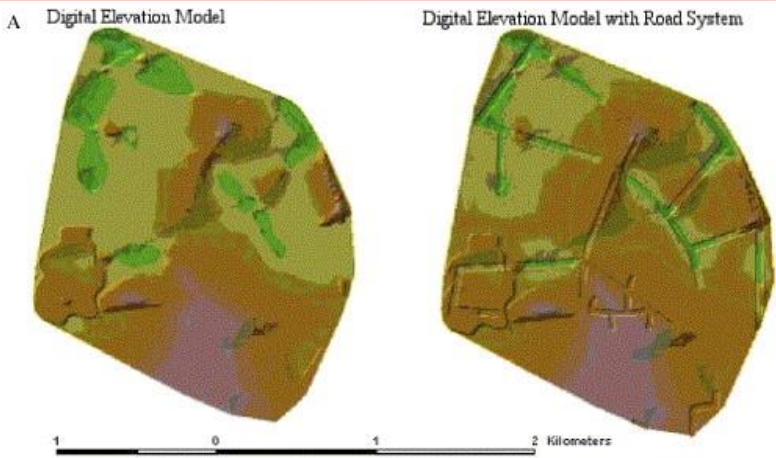 A
Digital Elevation Model
Digital Elevation Model with Road System
1 0 1 2 Kilometers